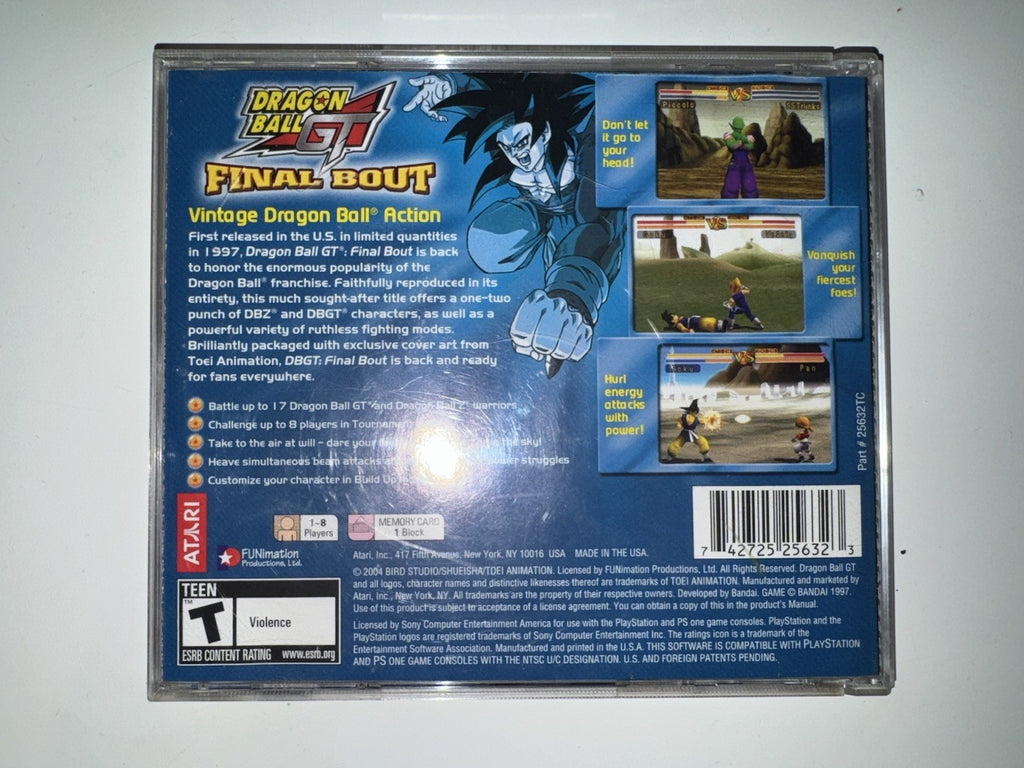 DRAGON
BALL GT
FINAL BOUT
Vintage Dragon Ball® Action
First released in the U.S. in limited quantities
in 1997, Dragon Ball GT®: Final Bout is back
to honor the enormous popularity of the
Dragon Ball® franchise. Faithfully reproduced in its
entirety, this much sought-after title offers a one-two
punch of DBZ® and DBGT® characters, as well as a
powerful variety of ruthless fighting modes.
Brilliantly packaged with exclusive cover art from
Toei Animation, DBGT: Final Bout is back and ready
for fans everywhere.
Battle up to 17 Dragon Ball GT® and Dragon Ball Z® warriors
Challenge up to 8 players in
Take to the air at will – dare your the sky!
Heave simultaneous beam attacks struggles
Customize your character in Build Up
Don't let
it go to
your
head!
VS
Piccolo
SSTrunks
VS
Vanquish
your
fiercest
foes!
Hurl
energy
attacks
with
power!
VS
Goku
Pan
Part # 25632TC
ATARI
1-8
Players
MEMORY CARD
1 Block
FUNimation
Productions, Ltd.
7 42725 25632 3
Atari, Inc., 417 Fifth Avenue, New York, NY 10016 USA MADE IN THE USA.
© 2004 BIRD STUDIO/SHUEISHA/TOEI ANIMATION. Licensed by FUNimation Productions, Ltd. All Rights Reserved. Dragon Ball GT
and all logos, character names and distinctive likenesses thereof are trademarks of TOEI ANIMATION. Manufactured and marketed by
Atari, Inc., New York, NY. All trademarks are the property of their respective owners. Developed by Bandai. GAME © BANDAI 1997.
Use of this product is subject to acceptance of a license agreement. You can obtain a copy of this in the product's Manual.
Licensed by Sony Computer Entertainment America for use with the PlayStation and PS one game consoles. PlayStation and the
PlayStation logos are registered trademarks of Sony Computer Entertainment Inc. The ratings icon is a trademark of the
Entertainment Software Association. Manufactured and printed in the U.S.A. THIS SOFTWARE IS COMPATIBLE WITH PLAYSTATION
AND PS ONE GAME CONSOLES WITH THE NTSC U/C DESIGNATION. U.S. AND FOREIGN PATENTS PENDING.
TEEN
T™
Violence
ESRB CONTENT RATING www.esrb.org